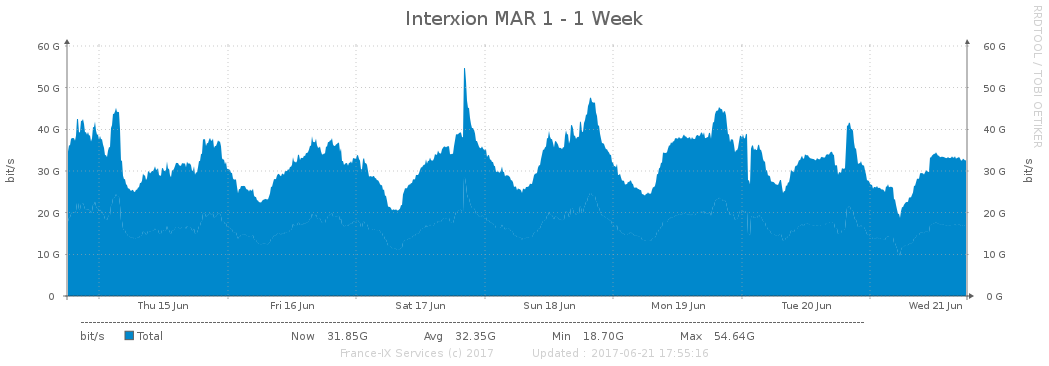 Interxion MAR 1 - 1 Week
RRDTOOL / TOBI OETIKER
60 G 60 G
50 G 50 G
40 G 40 G
30 G 30 G
20 G 20 G
10 G 10 G
0 0 G
bit/s
bit/s
Thu 15 Jun Fri 16 Jun Sat 17 Jun Sun 18 Jun Mon 19 Jun Tue 20 Jun Wed 21 Jun
bit/s Total Now 31.85G Avg 32.35G Min 18.70G Max 54.64G
France-IX Services (c) 2017 Updated : 2017-06-21 17:55:16